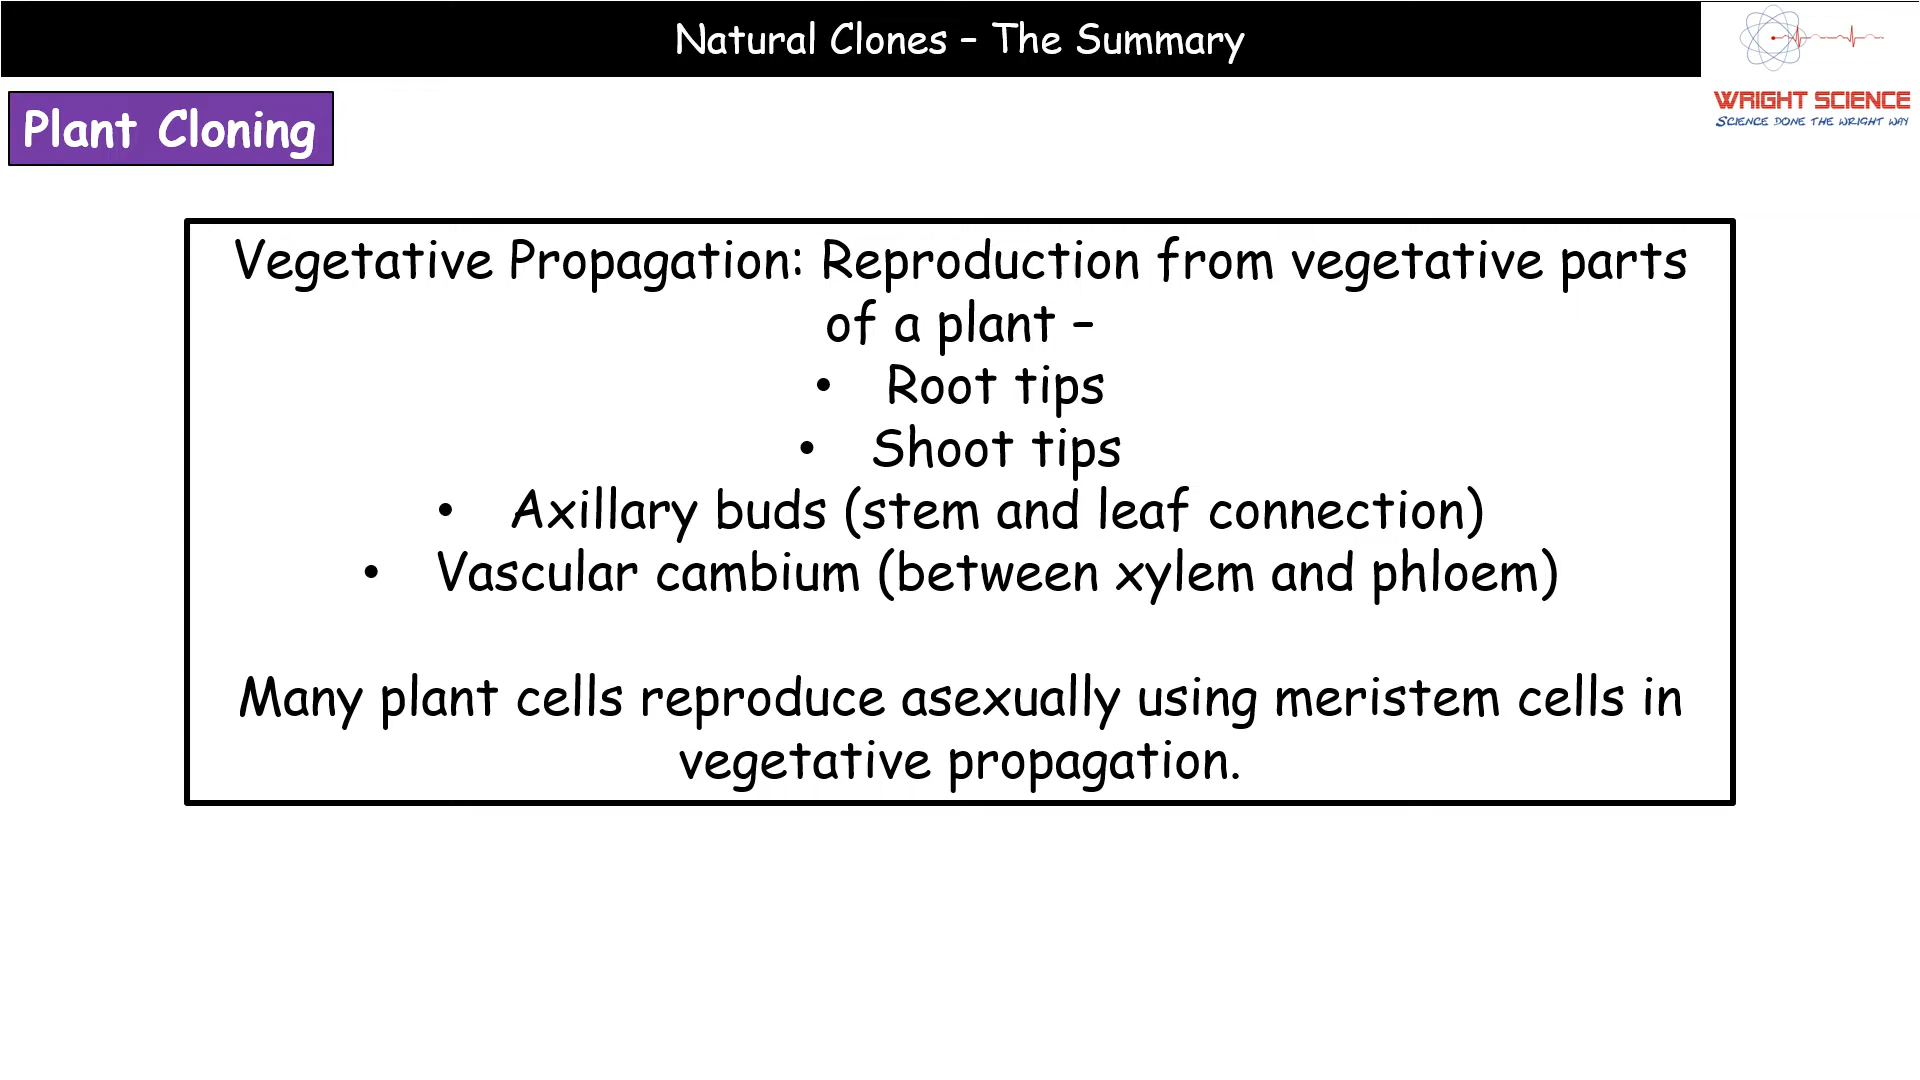 Natural Clones – The Summary
WRIGHT SCIENCE
SCIENCE DONE THE WRIGHT WAY
Plant Cloning
Vegetative Propagation: Reproduction from vegetative parts
of a plant –
• Root tips
• Shoot tips
• Axillary buds (stem and leaf connection)
• Vascular cambium (between xylem and phloem)
Many plant cells reproduce asexually using meristem cells in
vegetative propagation.